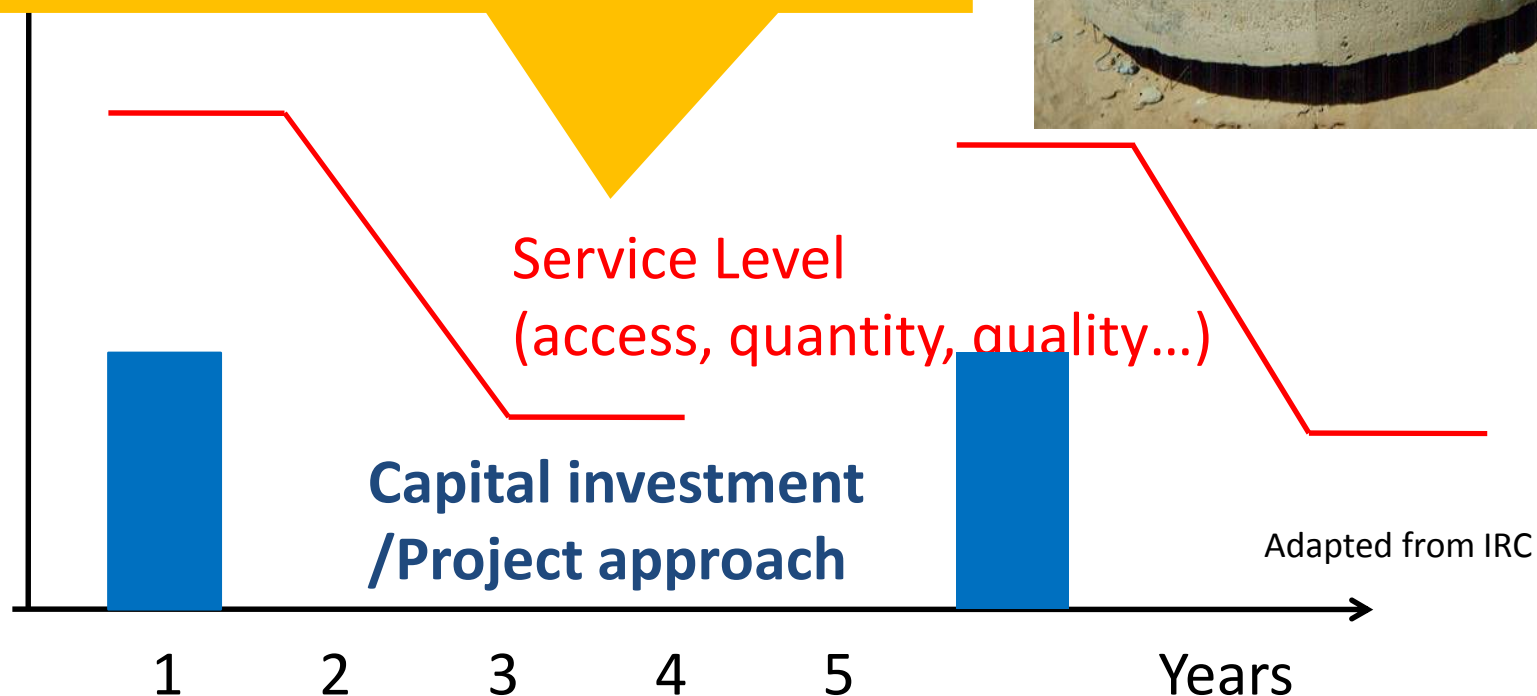 Service Level
(access, quantity, quality…)
Capital investment
/Project approach
Adapted from IRC
1 2 3 4 5 Years